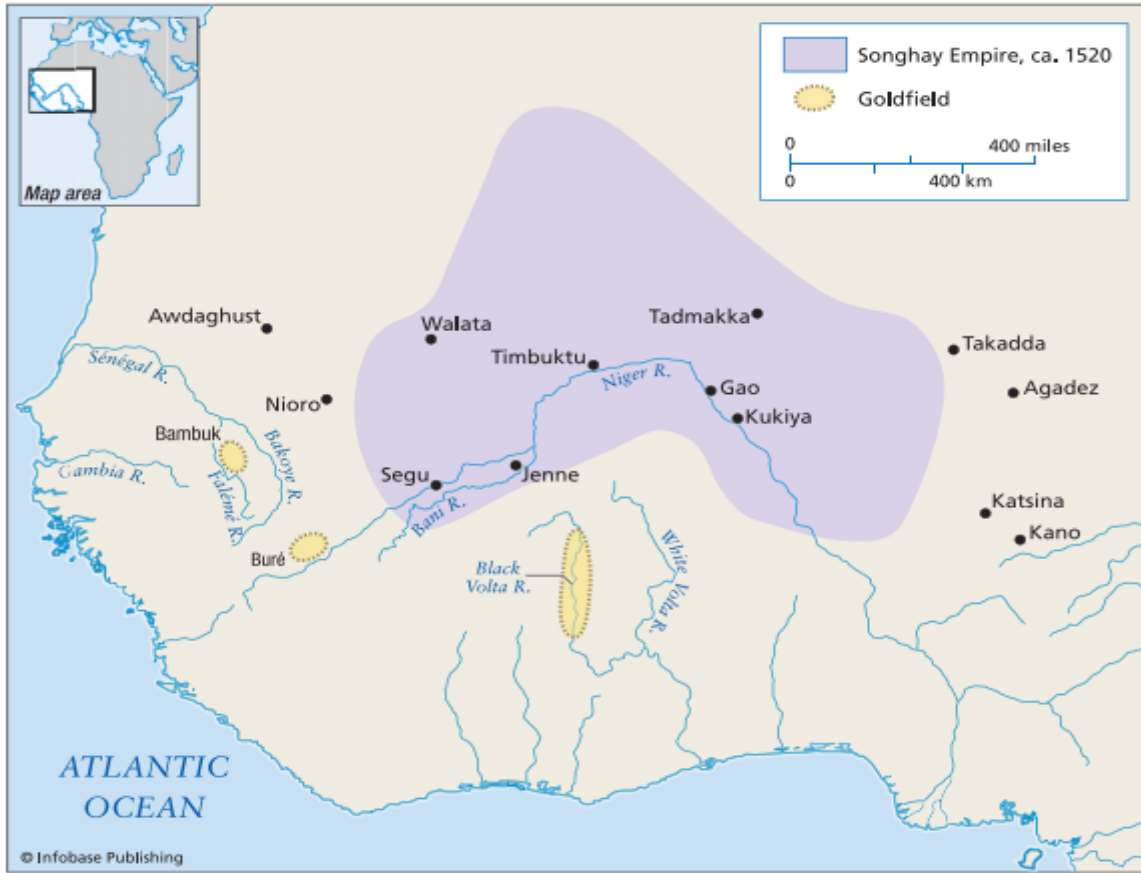 Map area
Songhay Empire, ca. 1520
Goldfield
0
400 miles
0
400 km
Awdaghust
Walata
Tadmakka
Takadda
Timbuktu
Sénégal R.
Niger R.
Gao
Agadez
Nioro
Kukiya
Bambuk
Bakoye R.
Gambia R.
Falémé R.
Segu
Jenne
Bani R.
Katsina
Kano
Buré
Black
Volta R.
White Volta R.
ATLANTIC
OCEAN
© Infobase Publishing